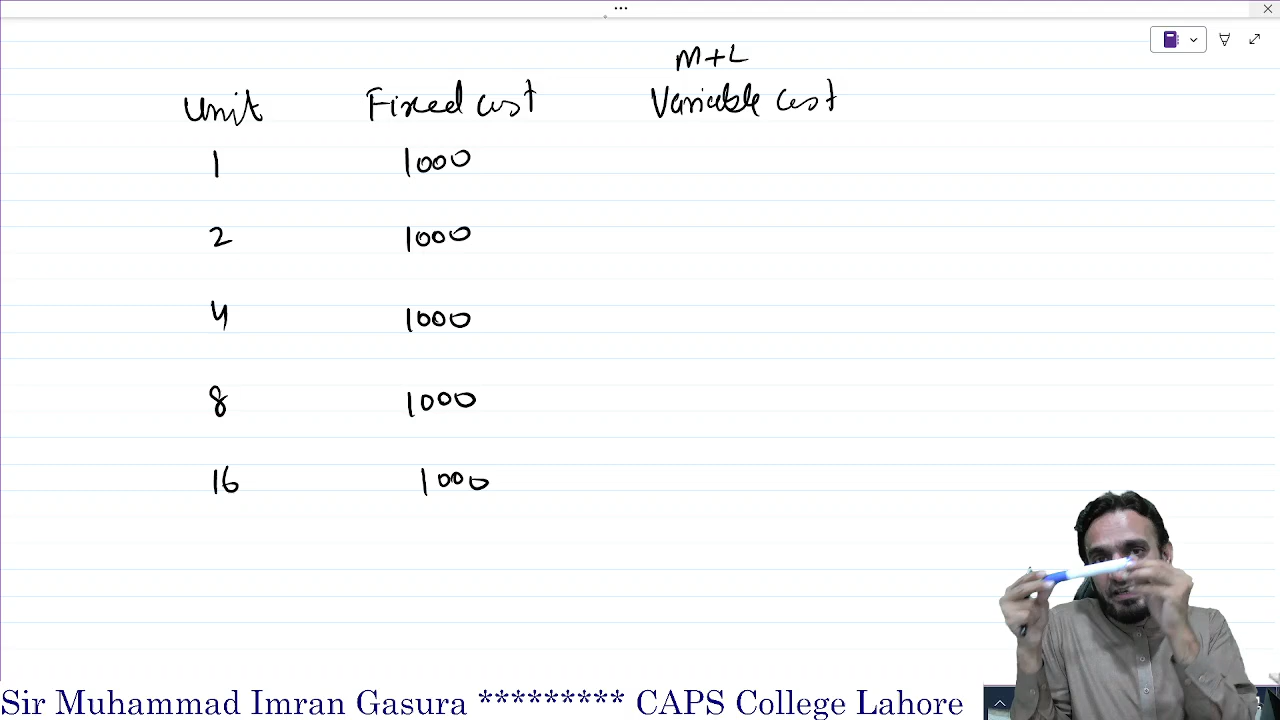 M+L
Unit Fixed cost Variable cost
1 1000
2 1000
4 1000
8 1000
16 1000
Sir Muhammad Imran Gasura ********* CAPS College Lahore